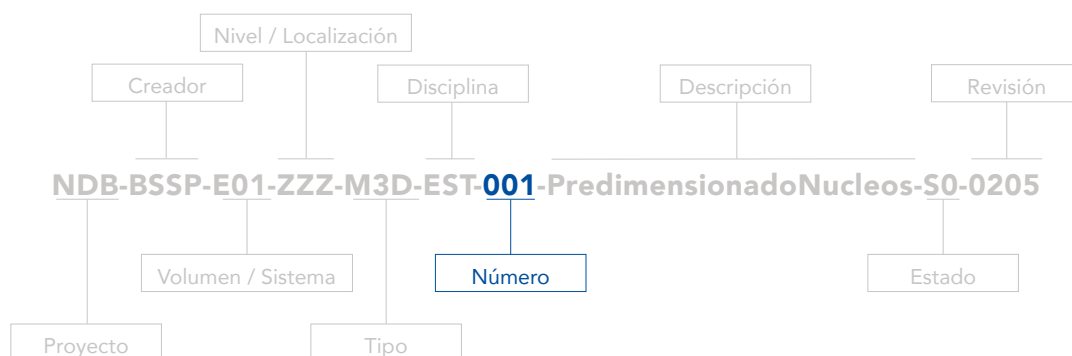 Nivel / Localización
Creador
Disciplina
Descripción
Revisión
NDB-BSSP-E01-ZZZ-M3D-EST-001-PredimensionadoNucleos-S0-0205
Volumen / Sistema
Número
Estado
Proyecto
Tipo